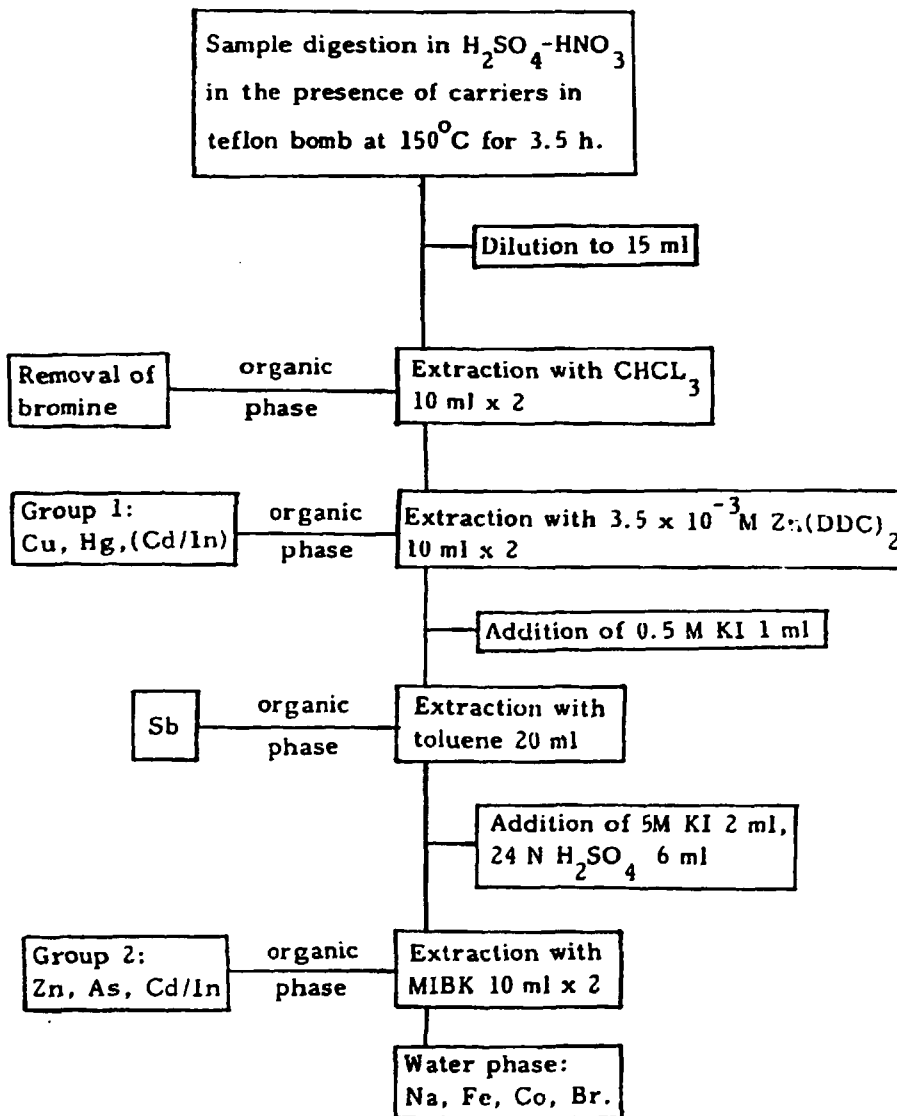 Sample digestion in H2SO4-HNO3
in the presence of carriers in
teflon bomb at 150°C for 3.5 h.
Dilution to 15 ml
Removal of
bromine
organic
phase
Extraction with CHCL3
10 ml x 2
Group 1:
Cu, Hg,(Cd/In)
organic
phase
Extraction with 3.5 x 10-3M Zn(DDC)2
10 ml x 2
Addition of 0.5 M KI 1 ml
Sb
organic
phase
Extraction with
toluene 20 ml
Addition of 5M KI 2 ml,
24 N H2SO4 6 ml
Group 2:
Zn, As, Cd/In
organic
phase
Extraction with
MIBK 10 ml x 2
Water phase:
Na, Fe, Co, Br.